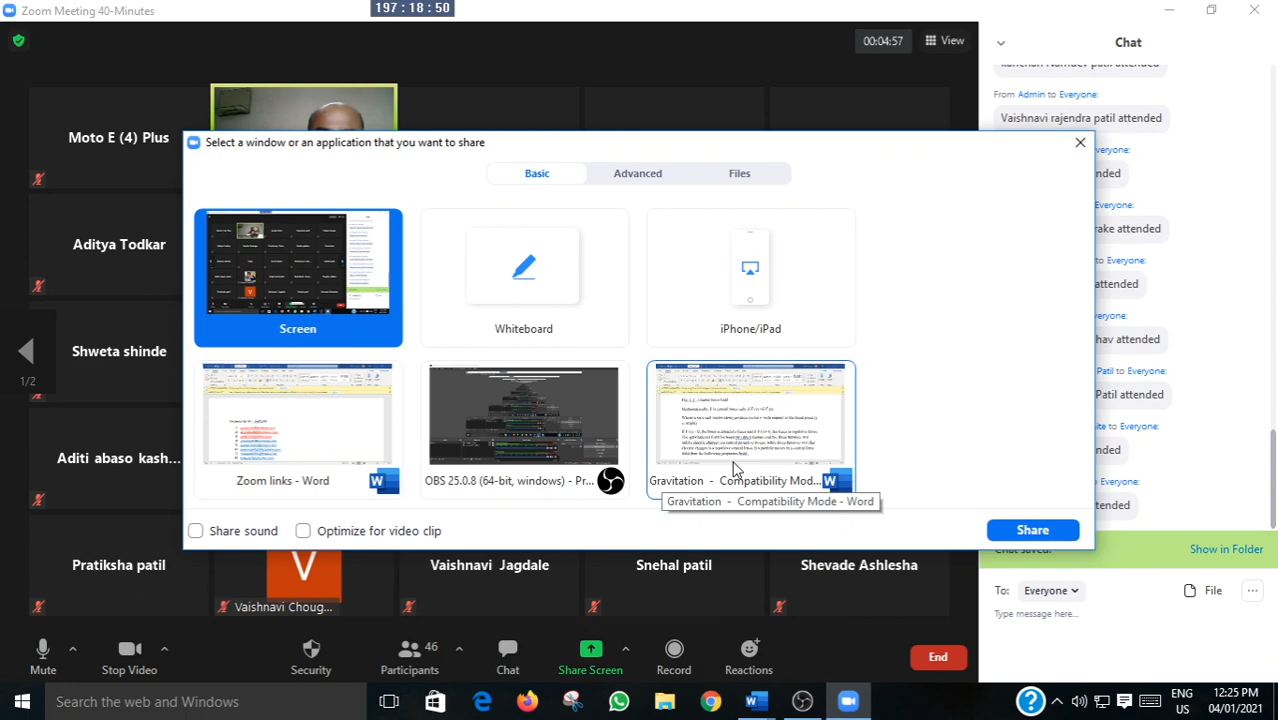 Zoom Meeting 40-Minutes
197 : 18 : 50
00:04:57
View
Chat
Moto E (4) Plus
Aditya Todkar
Shweta shinde
1/2
Aditi anaso kash...
Pratiksha patil
V
Vaishnavi Choug...
Vaishnavi Jagdale
Snehal patil
Shevade Ashlesha
Select a window or an application that you want to share
Basic
Advanced
Files
Screen
Whiteboard
iPhone/iPad
Zoom links - Word
OBS 25.0.8 (64-bit, windows) - Pr...
Gravitation - Compatibility Mod...
Gravitation - Compatibility Mode - Word
Share sound
Optimize for video clip
Share
attended
From Admin to Everyone:
Vaishnavi rajendra patil attended
veryone:
nded
Everyone:
rake attended
Everyone:
attended
veryone:
hav attended
Patil to Everyone:
Patil attended
ite to Everyone:
nded
Everyone:
tended
Chat saved.
Show in Folder
To: Everyone
File
Type message here...
Mute
Stop Video
Security
Participants
46
Chat
Share Screen
Record
Reactions
End
Search the web and Windows
ENG
US
12:25 PM
04/01/2021